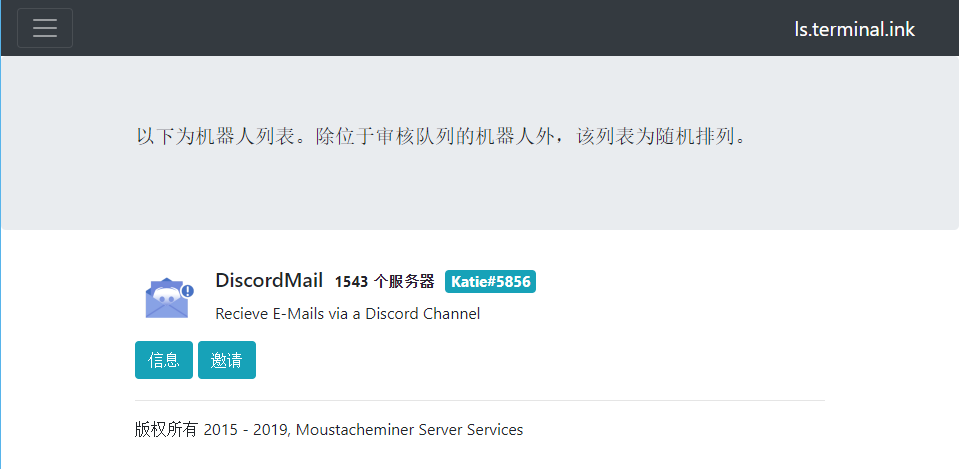 ls.terminal.ink
以下为机器人列表。除位于审核队列的机器人外，该列表为随机排列。
DiscordMail 1543 个服务器 Katie#5856
Recieve E-Mails via a Discord Channel
信息 邀请
版权所有 2015 - 2019, Moustacheminer Server Services